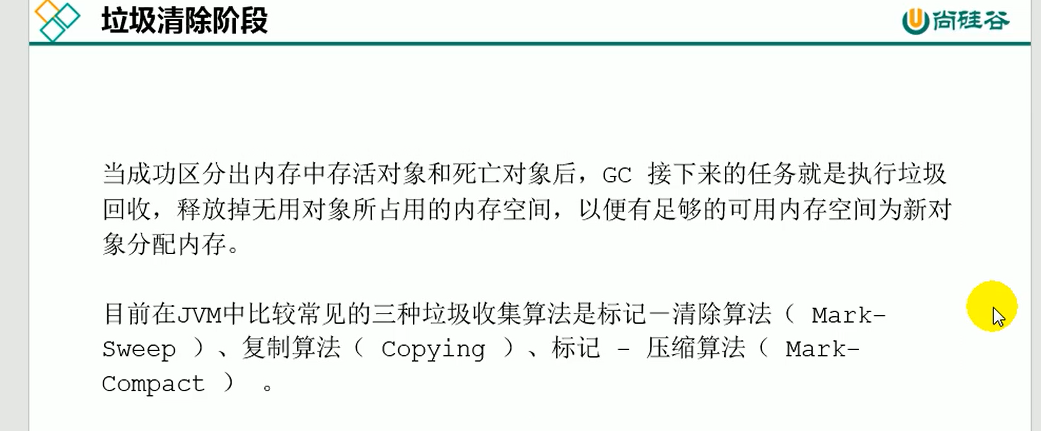 垃圾清除阶段
尚硅谷
当成功区分出内存中存活对象和死亡对象后，GC 接下来的任务就是执行垃圾
回收，释放掉无用对象所占用的内存空间，以便有足够的可用内存空间为新对
象分配内存。
目前在JVM中比较常见的三种垃圾收集算法是标记－清除算法（ Mark-
Sweep ）、复制算法（ Copying ）、标记 - 压缩算法（ Mark-
Compact ） 。